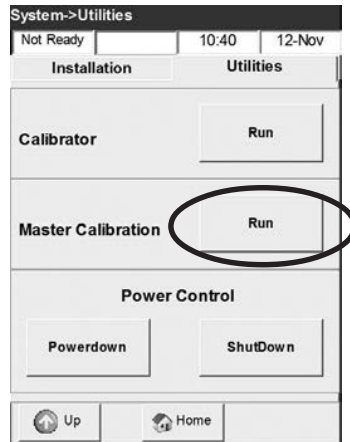 System->Utilities
Not Ready 10:40 12-Nov
Installation Utilities
Calibrator Run
Master Calibration Run
Power Control
Powerdown ShutDown
Up Home